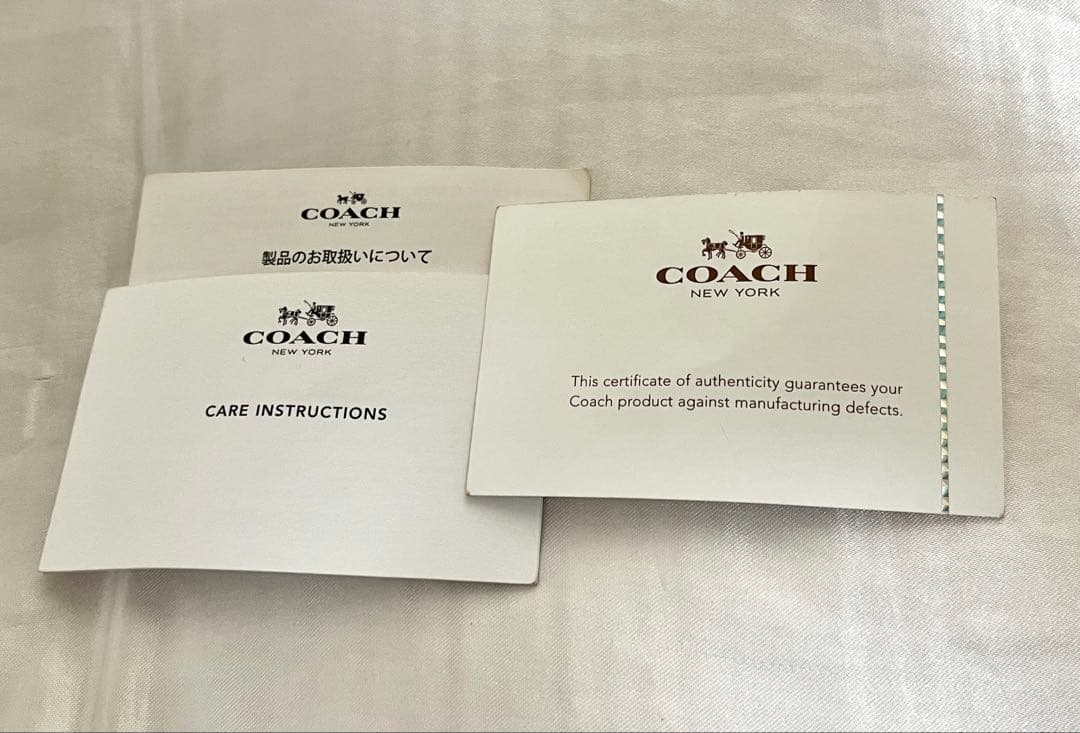 COACH
NEW YORK
製品のお取扱いについて
COACH
NEW YORK
CARE INSTRUCTIONS
COACH
NEW YORK
This certificate of authenticity guarantees your
Coach product against manufacturing defects.